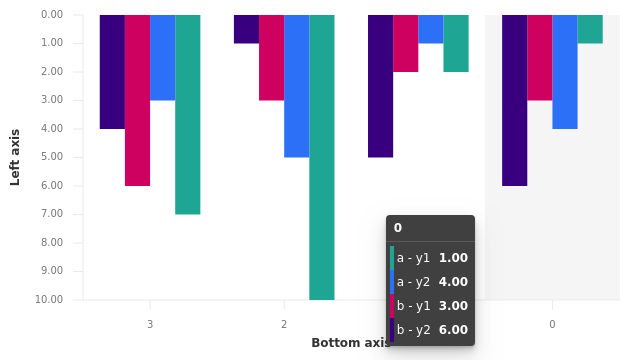 0.00
1.00
2.00
3.00
4.00
5.00
6.00
7.00
8.00
9.00
10.00
Left axis
3
2
0
Bottom axis
0
a - y1 1.00
a - y2 4.00
b - y1 3.00
b - y2 6.00